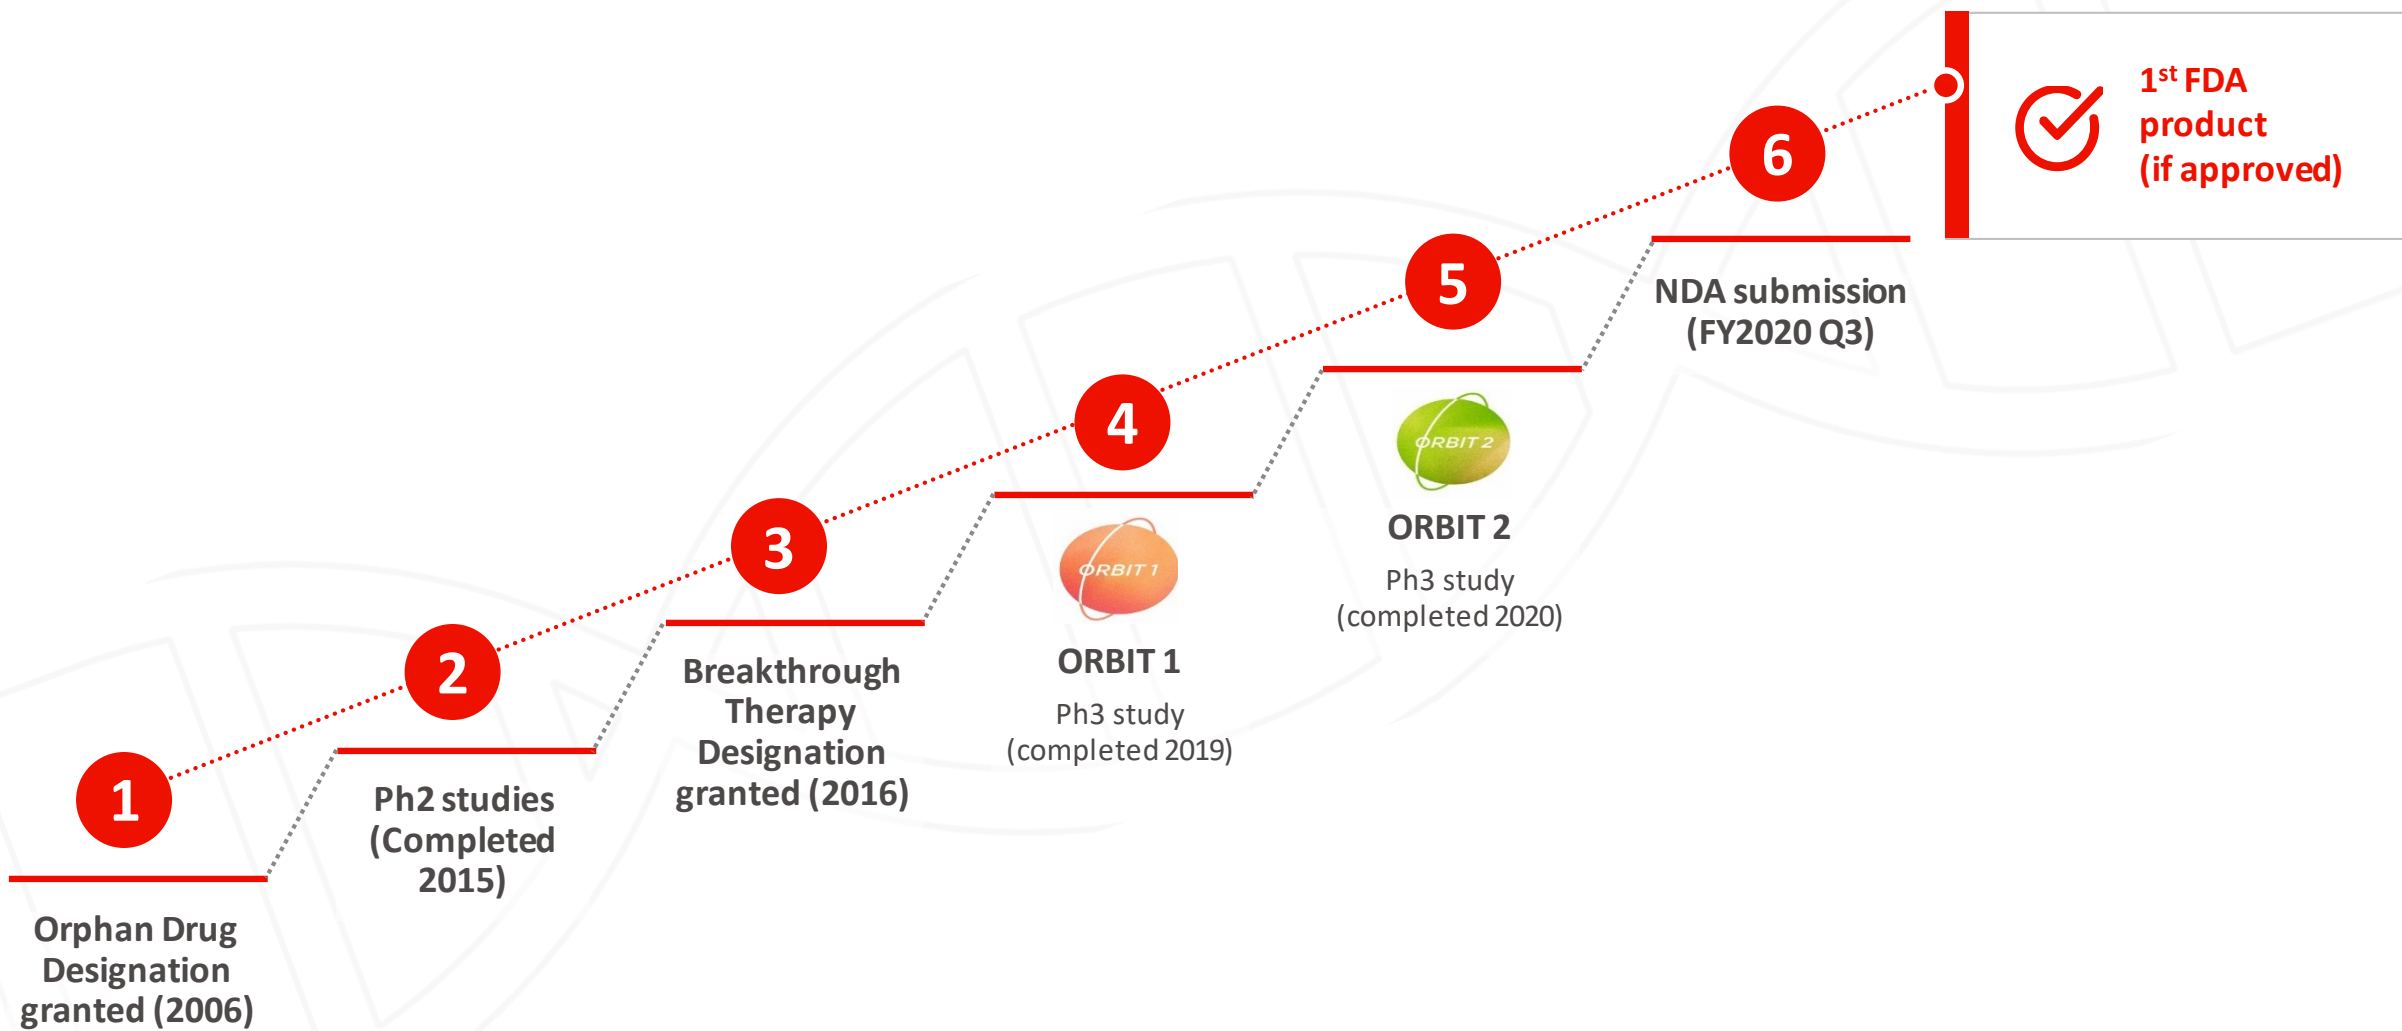 1
Orphan Drug
Designation
granted (2006)
2
Ph2 studies
(Completed
2015)
3
Breakthrough
Therapy
Designation
granted (2016)
4
ORBIT 1
ORBIT 1
Ph3 study
(completed 2019)
5
ORBIT 2
ORBIT 2
Ph3 study
(completed 2020)
6
NDA submission
(FY2020 Q3)
1st FDA
product
(if approved)